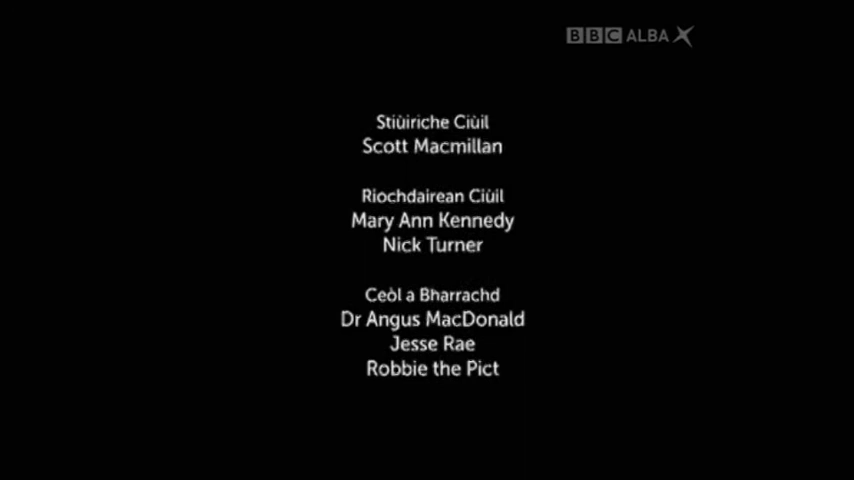 BBC ALBA
Stiùiriche Ciùil
Scott Macmillan
Riochdairean Ciùil
Mary Ann Kennedy
Nick Turner
Ceòl a Bharrachd
Dr Angus MacDonald
Jesse Rae
Robbie the Pict